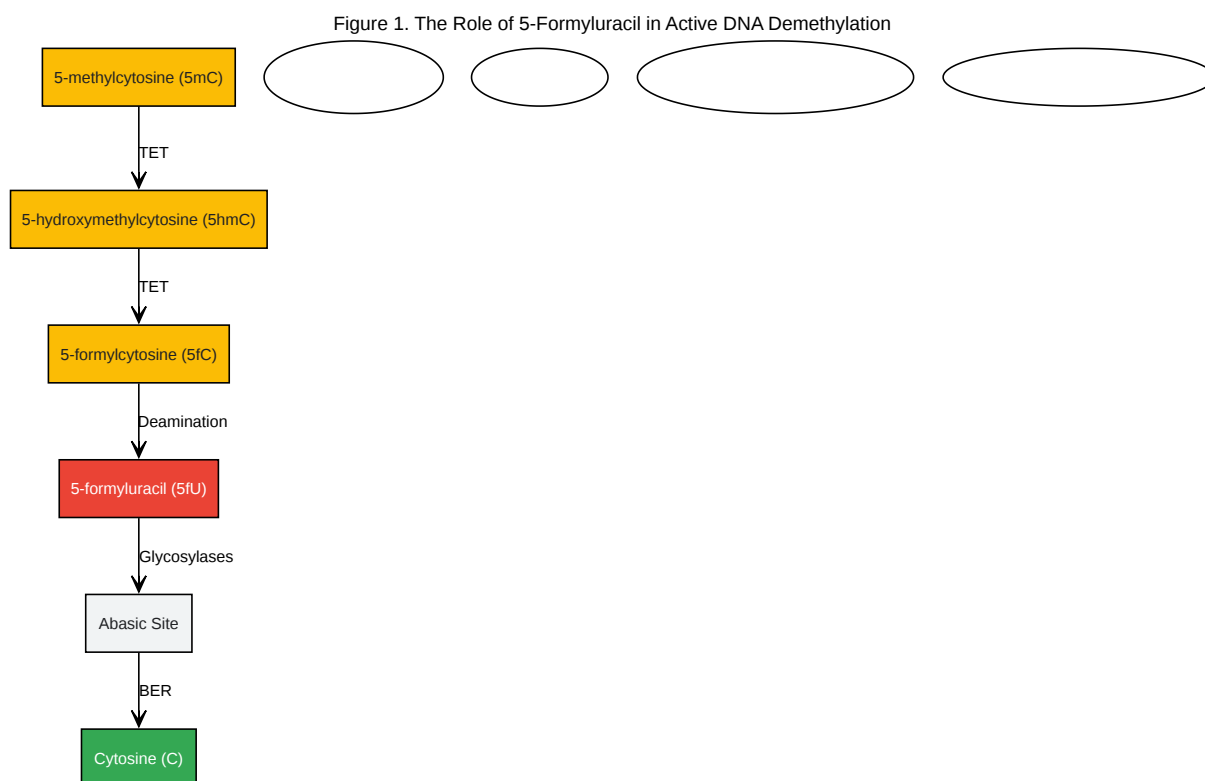 Figure 1. The Role of 5-Formyluracil in Active DNA Demethylation
5-methylcytosine (5mC)
TET
5-hydroxymethylcytosine (5hmC)
TET
5-formylcytosine (5fC)
Deamination
5-formyluracil (5fU)
Glycosylases
Abasic Site
BER
Cytosine (C)